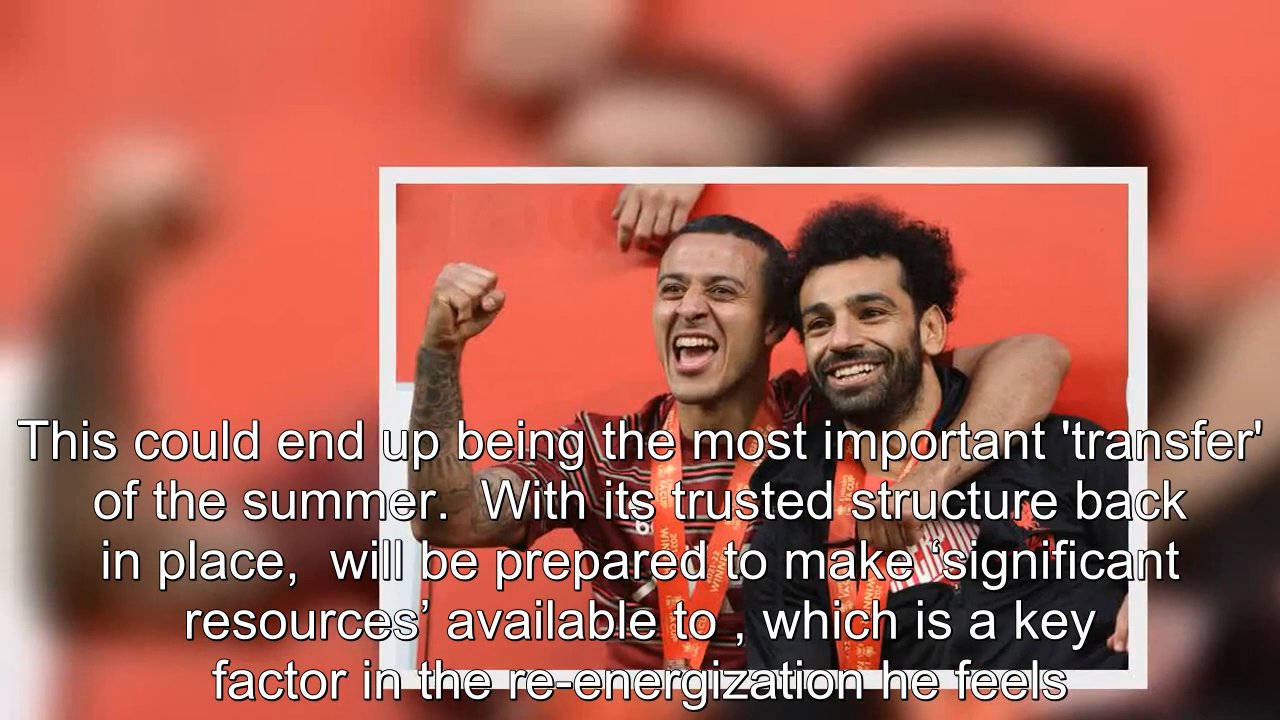 This could end up being the most important 'transfer'
of the summer.  With its trusted structure back
in place,  will be prepared to make ‘significant
resources’ available to , which is a key
factor in the re-energization he feels